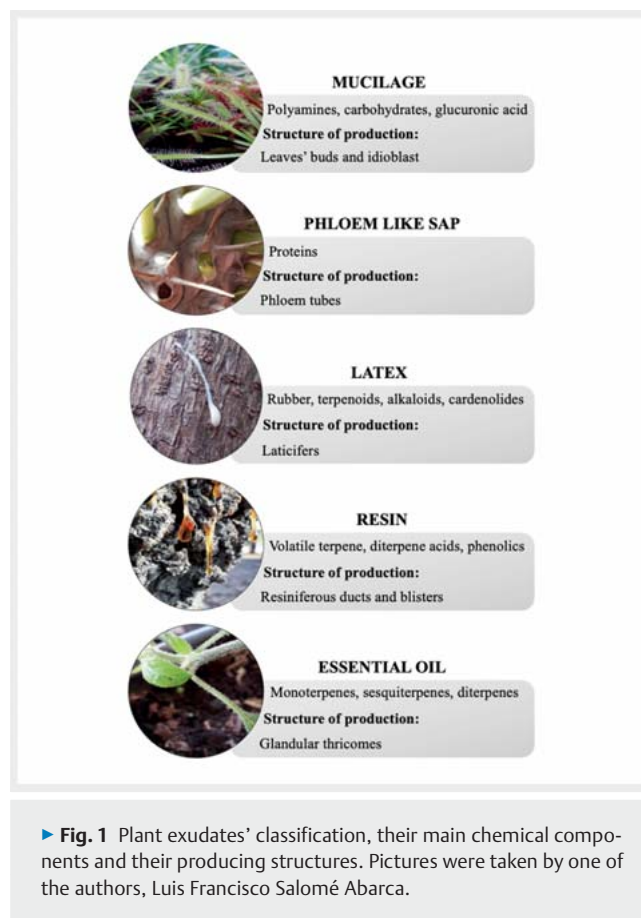 MUCILAGE
Polyamines, carbohydrates, glucuronic acid
Structure of production:
Leaves' buds and idioblast
PHLOEM LIKE SAP
Proteins
Structure of production:
Phloem tubes
LATEX
Rubber, terpenoids, alkaloids, cardenolides
Structure of production:
Laticifers
RESIN
Volatile terpene, diterpene acids, phenolics
Structure of production:
Resiniferous ducts and blisters
ESSENTIAL OIL
Monoterpenes, sesquiterpenes, diterpenes
Structure of production:
Glandular thricomes
▶ Fig. 1 Plant exudates' classification, their main chemical compo-
nents and their producing structures. Pictures were taken by one of
the authors, Luis Francisco Salomé Abarca.